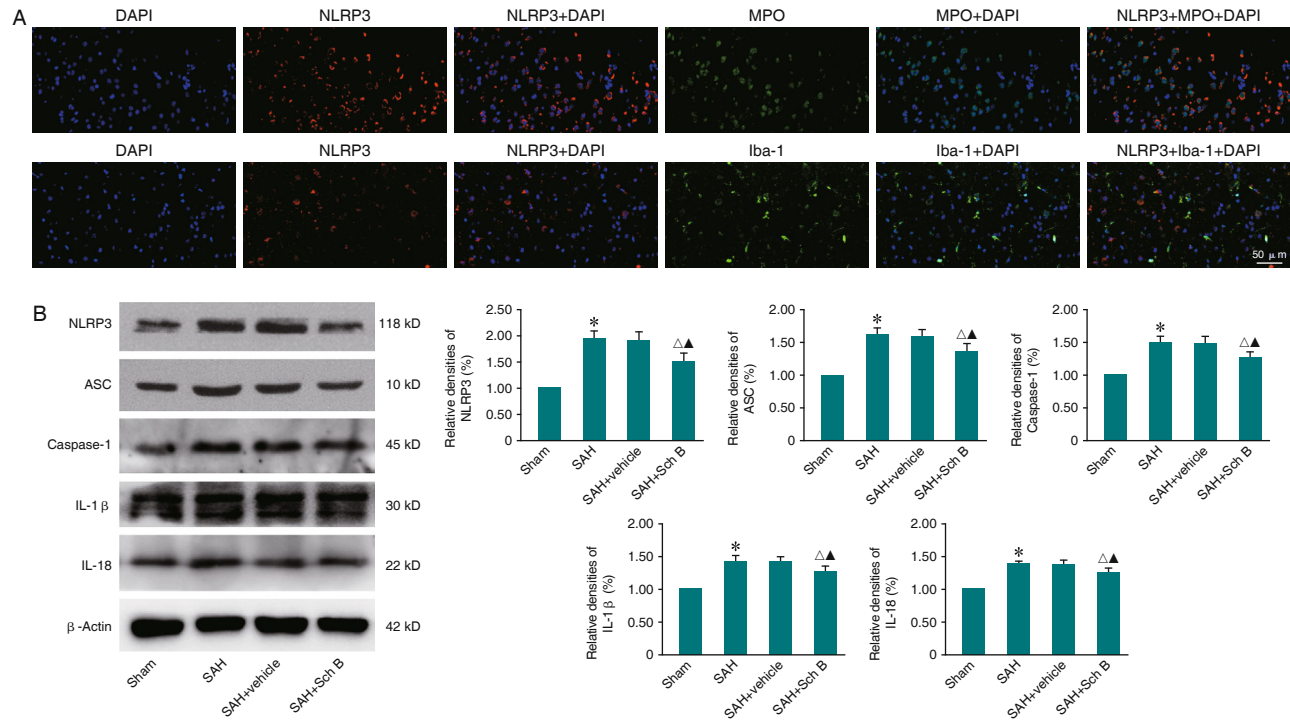 A
DAPI
NLRP3
NLRP3+DAPI
MPO
MPO+DAPI
NLRP3+MPO+DAPI
DAPI
NLRP3
NLRP3+DAPI
Iba-1
Iba-1+DAPI
NLRP3+Iba-1+DAPI
50 μm
B
NLRP3
118 kD
ASC
10 kD
Caspase-1
45 kD
IL-1 β
30 kD
IL-18
22 kD
β-Actin
42 kD
Sham
SAH
SAH+vehicle
SAH+Sch B
Relative densities of
NLRP3 (%)
2.50
2.00
1.50
1.00
0.50
0
*
△▲
Sham
SAH
SAH+vehicle
SAH+Sch B
Relative densities of
ASC (%)
2.00
1.50
1.00
0.50
0
*
△▲
Sham
SAH
SAH+vehicle
SAH+Sch B
Relative densities of
Caspase-1 (%)
2.00
1.50
1.00
0.50
0
*
△▲
Sham
SAH
SAH+vehicle
SAH+Sch B
Relative densities of
IL-1 β (%)
2.00
1.50
1.00
0.50
0
*
△▲
Sham
SAH
SAH+vehicle
SAH+Sch B
Relative densities of
IL-18 (%)
2.00
1.50
1.00
0.50
0
*
△▲
Sham
SAH
SAH+vehicle
SAH+Sch B